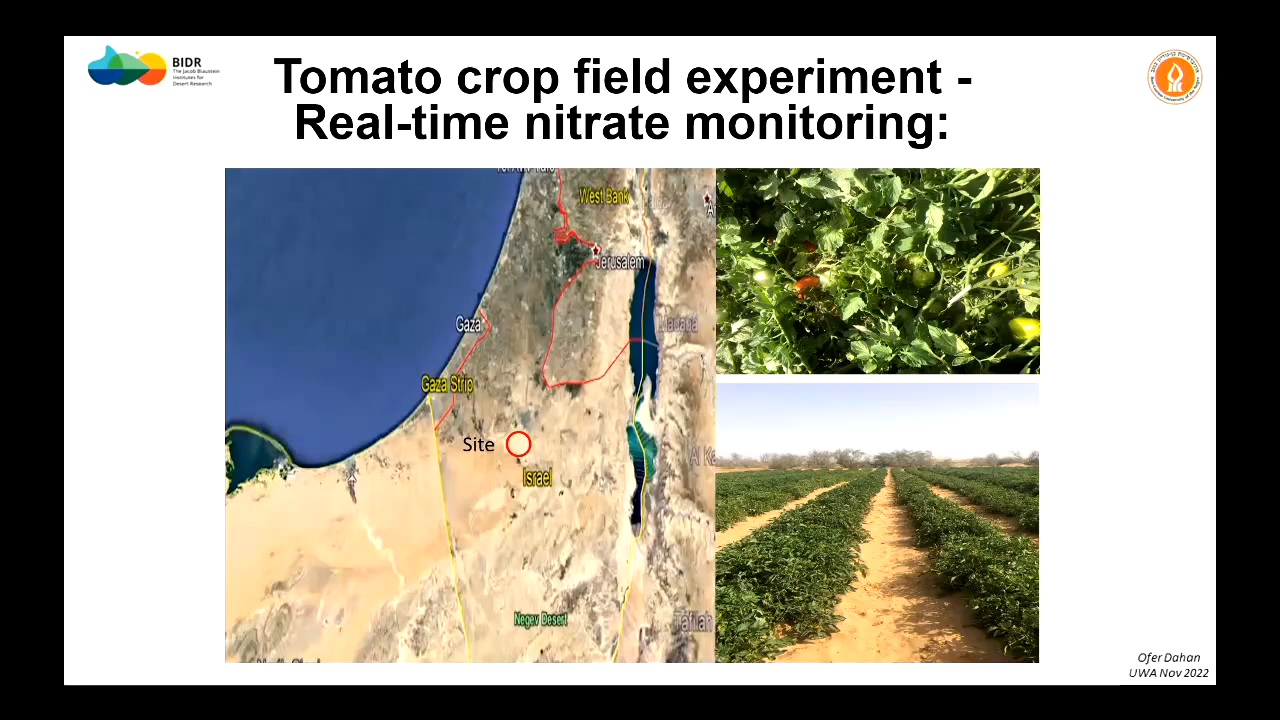 BIDR
The Jacob Blaustein
Institutes for
Desert Research
Tomato crop field experiment -
Real-time nitrate monitoring:
West Bank
Jerusalem
Gaza
Gaza Strip
Site
Israel
Negev Desert
Tafilah
Ofer Dahan
UWA Nov 2022